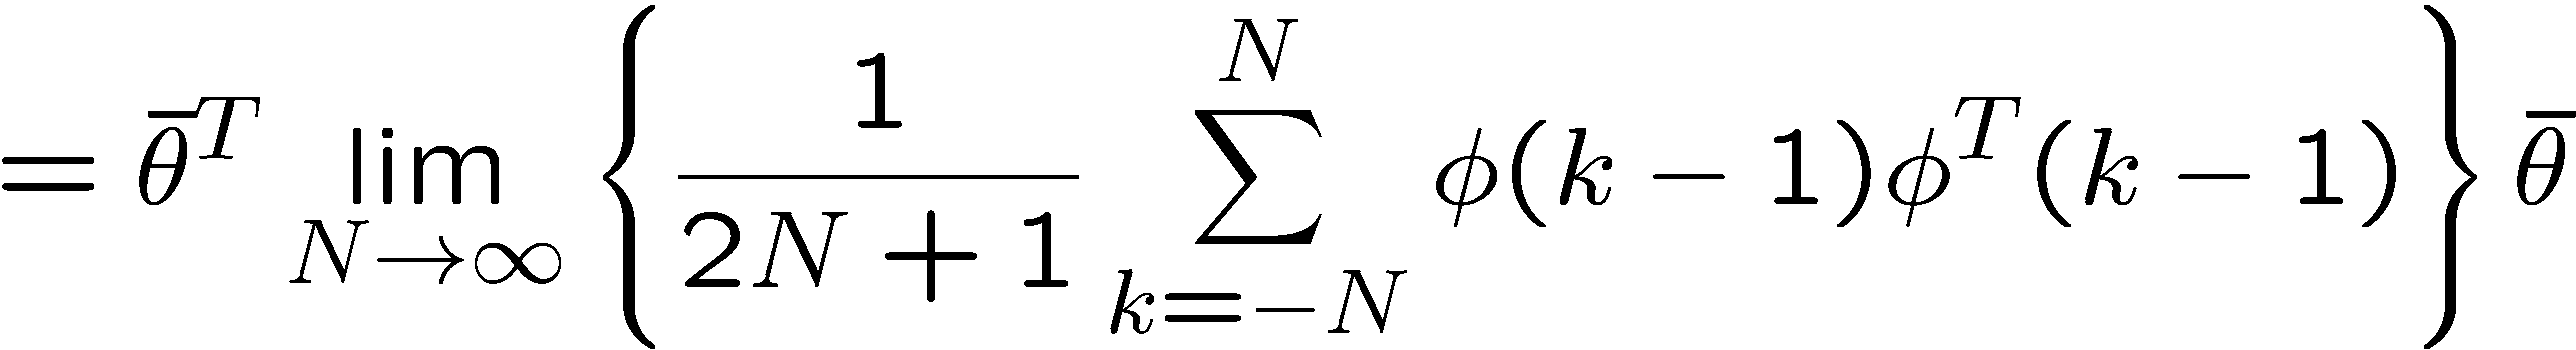 $= \bar{\theta}^T \lim_{N \to \infty} \left\{ \frac{1}{2N+1} \sum_{k=-N}^{N} \phi(k-1)\phi^T(k-1) \right\} \bar{\theta}$